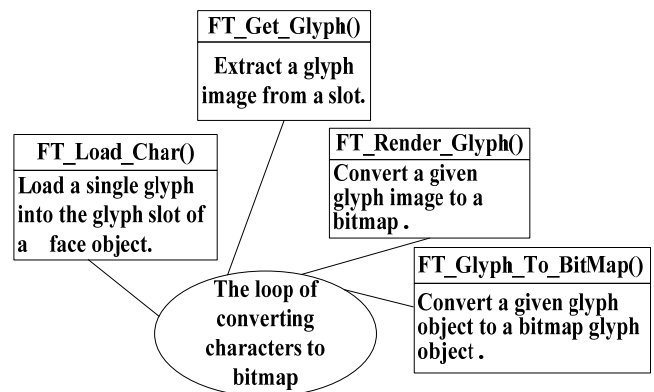 FT_Get_Glyph()
Extract a glyph
image from a slot.
FT_Load_Char()
Load a single glyph
into the glyph slot of
a face object.
FT_Render_Glyph()
Convert a given
glyph image to a
bitmap .
FT_Glyph_To_BitMap()
Convert a given glyph
object to a bitmap glyph
object .
The loop of
converting
characters to
bitmap